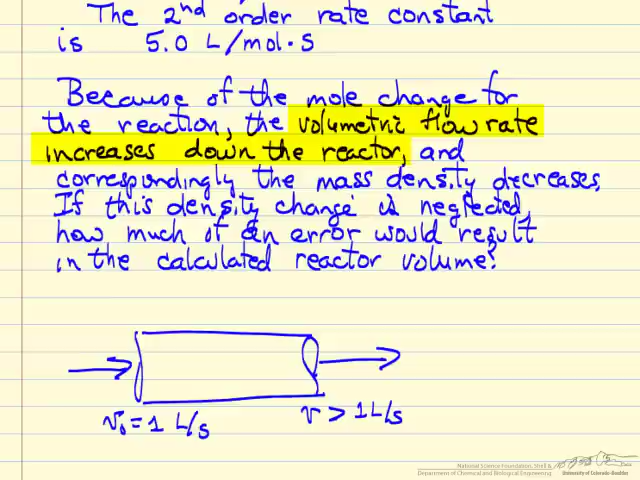 The 2nd order rate constant
is 5.0 L/mol·s
Because of the mole change for
the reaction, the volumetric flow rate
increases down the reactor, and
correspondingly the mass density decreases.
If this density change is neglected,
how much of an error would result
in the calculated reactor volume?
v₀ = 1 L/s
v > 1 L/s
National Science Foundation, Shell &
Department of Chemical and Biological Engineering
University of Colorado-Boulder